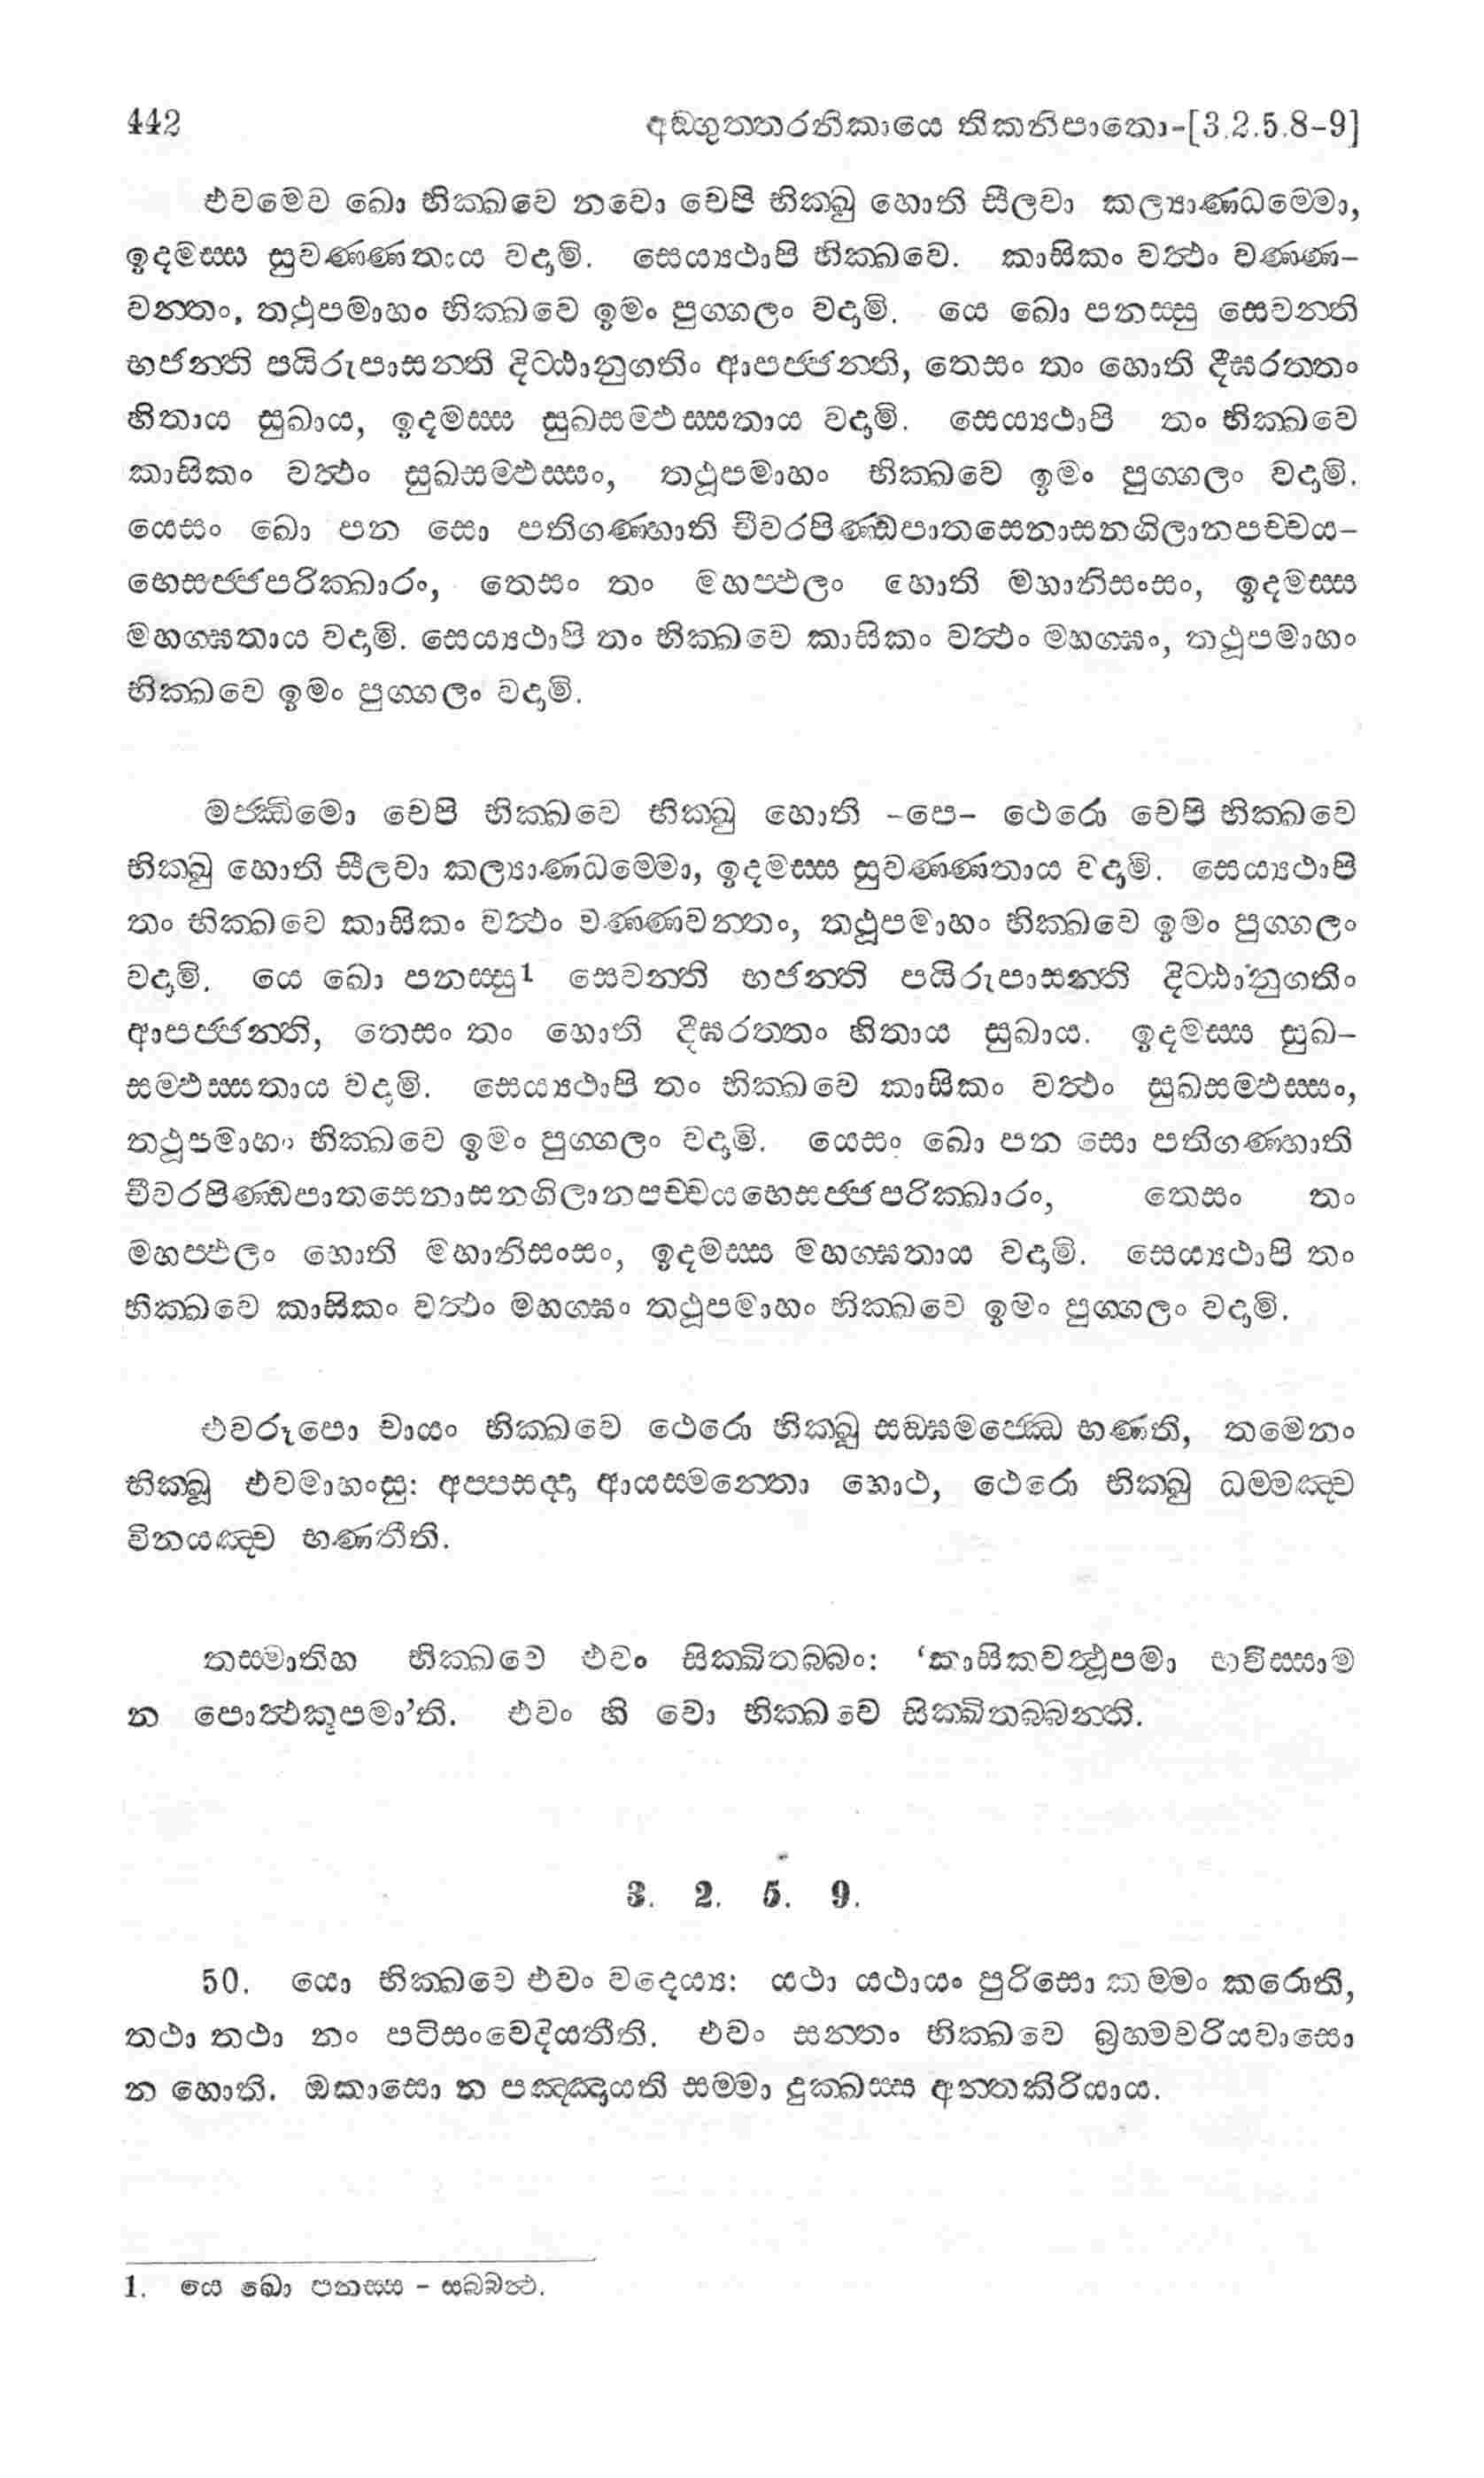 442 අඞ්ගුත්තරනිකායෙ තිකනිපාතො-[3.2.5.8-9]
එවමෙව ඛො භික්ඛවෙ නවො චෙපි භික්ඛු හොති සීලවා කල්‍යාණධම්මො,
ඉදමස්ස සුවණ්ණතාය වදාමි. සෙය්‍යථාපි භික්ඛවෙ. කාසිකං වත්ථං වණ්ණ-
වන්තං, තථූපමාහං භික්ඛවෙ ඉමං පුග්ගලං වදාමි. යෙ ඛො පනස්සු සෙවන්ති
භජන්ති පයිරුපාසන්ති දිට්ඨානුගතිං ආපජ්ජන්ති, තෙසං තං හොති දීඝරත්තං
හිතාය සුඛාය, ඉදමස්ස සුඛසම්ඵස්සතාය වදාමි. සෙය්‍යථාපි තං භික්ඛවෙ
කාසිකං වත්ථං සුඛසම්ඵස්සං, තථූපමාහං භික්ඛවෙ ඉමං පුග්ගලං වදාමි.
යෙසං ඛො පන සො පතිගණ්හාති චීවරපිණ්ඩපාතසෙනාසනගිලානපච්චය-
භෙසජ්ජපරික්ඛාරං, තෙසං තං මහප්ඵලං හොති මහානිසංසං, ඉදමස්ස
මහග්ඝතාය වදාමි. සෙය්‍යථාපි තං භික්ඛවෙ කාසිකං වත්ථං මහග්ඝං, තථූපමාහං
භික්ඛවෙ ඉමං පුග්ගලං වදාමි.
මජ්ඣිමො චෙපි භික්ඛවෙ භික්ඛු හොති -පෙ- ථෙරො චෙපි භික්ඛවෙ
භික්ඛු හොති සීලවා කල්‍යාණධම්මො, ඉදමස්ස සුවණ්ණතාය වදාමි. සෙය්‍යථාපි
තං භික්ඛවෙ කාසිකං වත්ථං වණ්ණවන්තං, තථූපමාහං භික්ඛවෙ ඉමං පුග්ගලං
වදාමි. යෙ ඛො පනස්සු1 සෙවන්ති භජන්ති පයිරුපාසන්ති දිට්ඨානුගතිං
ආපජ්ජන්ති, තෙසං තං හොති දීඝරත්තං හිතාය සුඛාය. ඉදමස්ස සුඛ-
සම්ඵස්සතාය වදාමි. සෙය්‍යථාපි තං භික්ඛවෙ කාසිකං වත්ථං සුඛසම්ඵස්සං,
තථූපමාහං භික්ඛවෙ ඉමං පුග්ගලං වදාමි. යෙසං ඛො පන සො පතිගණ්හාති
චීවරපිණ්ඩපාතසෙනාසනගිලානපච්චයභෙසජ්ජපරික්ඛාරං, තෙසං තං
මහප්ඵලං හොති මහානිසංසං, ඉදමස්ස මහග්ඝතාය වදාමි. සෙය්‍යථාපි තං
භික්ඛවෙ කාසිකං වත්ථං මහග්ඝං තථූපමාහං භික්ඛවෙ ඉමං පුග්ගලං වදාමි.
එවරූපො චායං භික්ඛවෙ ථෙරො භික්ඛූ සඞ්ඝමජ්ඣෙ භණති, තමෙනං
භික්ඛූ එවමාහංසු: අප්පසද්දා ආයස්මන්තො හොථ, ථෙරො භික්ඛු ධම්මඤ්ච
විනයඤ්ච භණතීති.
තස්මාතිහ භික්ඛවෙ එවං සික්ඛිතබ්බං: ‘කාසිකවත්ථූපමා භවිස්සාම
න පොත්ථකූපමා’ති. එවං හි වො භික්ඛවෙ සික්ඛිතබ්බන්ති.
3. 2. 5. 9.
50. යො භික්ඛවෙ එවං වදෙය්‍ය: යථා යථායං පුරිසො කම්මං කරොති,
තථා තථා නං පටිසංවෙදියතීති. එවං සන්තං භික්ඛවෙ බ්‍රහ්මචරියවාසො
න හොති. ඔකාසො න පඤ්ඤායති සම්මා දුක්ඛස්ස අන්තකිරියාය.
1. යෙ ඛො පනස්ස - සබ්බත්ථ.